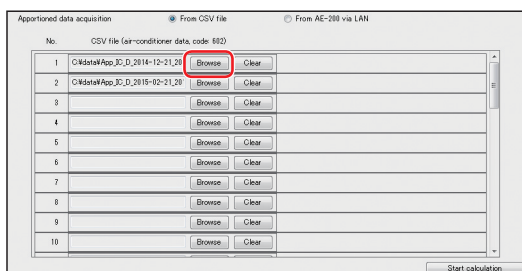 Apportioned data acquisition From CSV file From AE-200 via LAN
No. CSV file (air-conditioner data, code: 602)
1 C:¥data¥App_IC_D_2014-12-21_20 Browse Clear
2 C:¥data¥App_IC_D_2015-02-21_20 Browse Clear
3 Browse Clear
4 Browse Clear
5 Browse Clear
6 Browse Clear
7 Browse Clear
8 Browse Clear
9 Browse Clear
10 Browse Clear
Start calculation